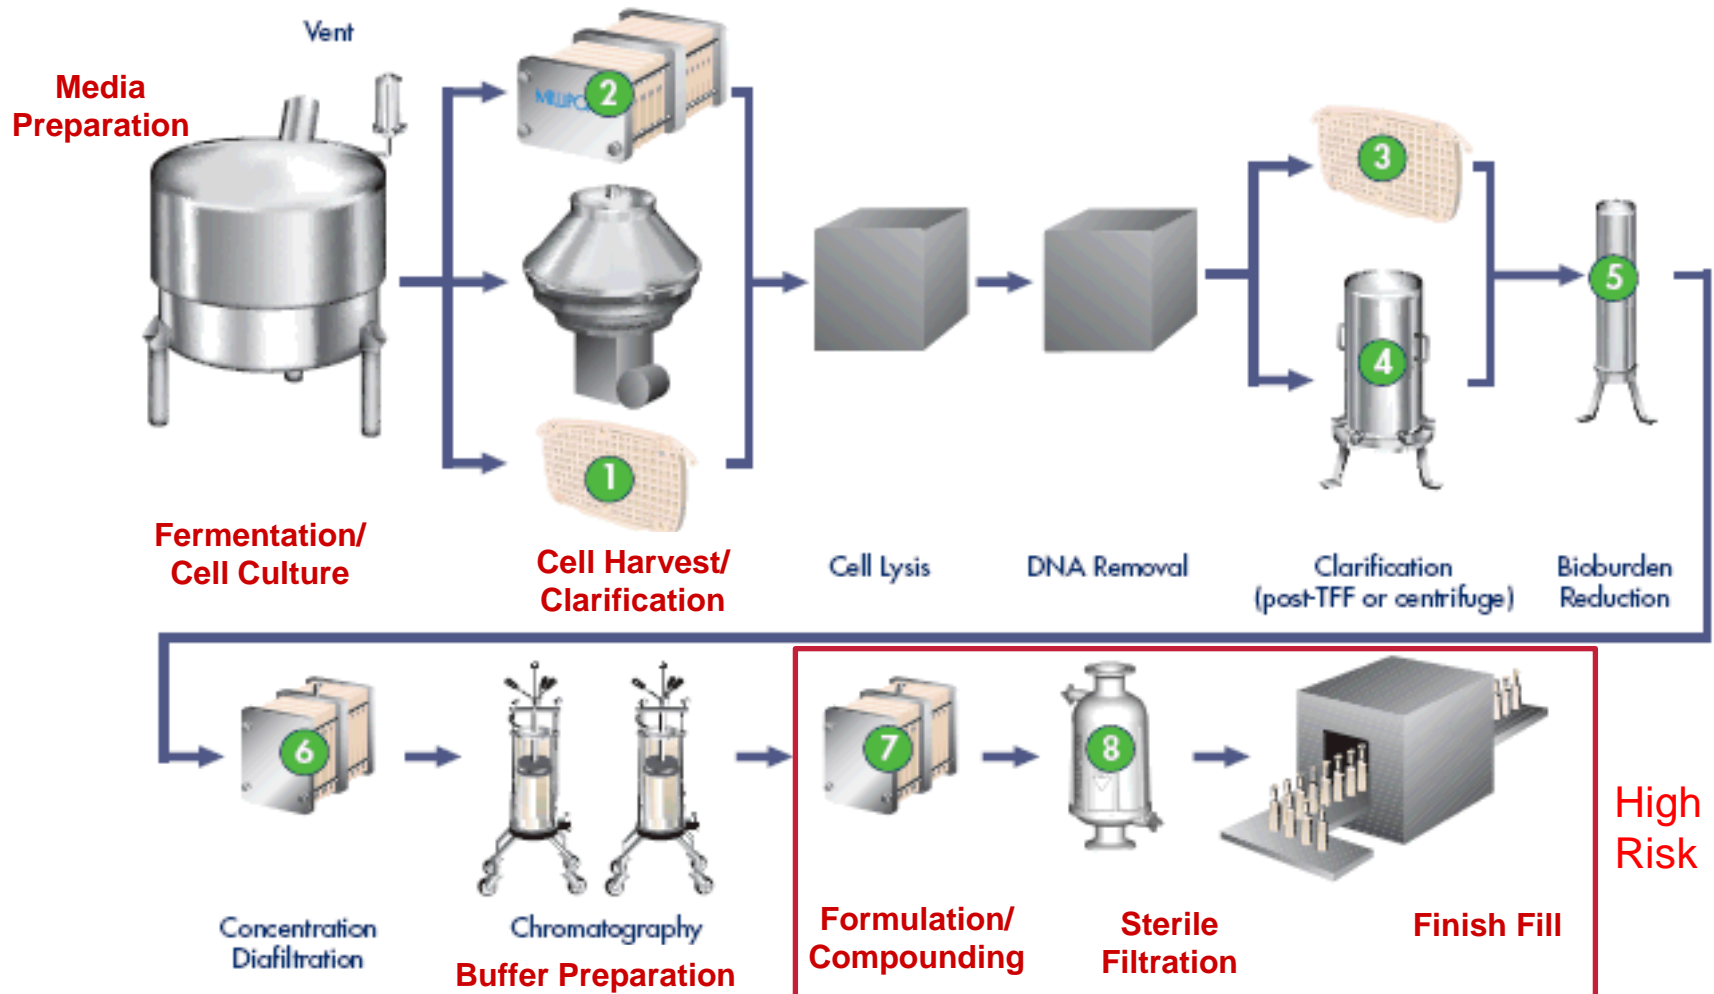 Vent
Media
Preparation
2
3
5
4
1
Fermentation/
Cell Culture
Cell Harvest/
Clarification
Cell Lysis
DNA Removal
Clarification
(post-TFF or centrifuge)
Bioburden
Reduction
6
7
8
High
Risk
Concentration
Diafiltration
Chromatography
Buffer Preparation
Formulation/
Compounding
Sterile
Filtration
Finish Fill